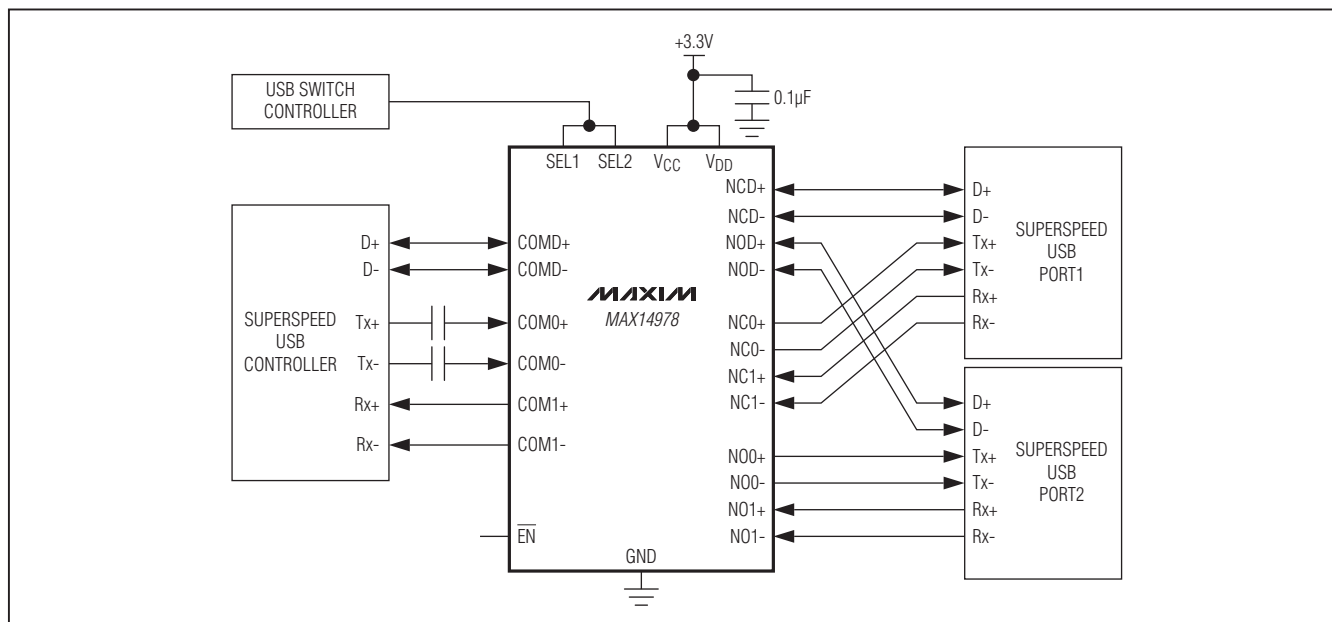 +3.3V
0.1µF
USB SWITCH
CONTROLLER
SEL1
SEL2
VCC
VDD
SUPERSPEED
USB
CONTROLLER
D+
D-
Tx+
Tx-
Rx+
Rx-
COMD+
COMD-
COM0+
COM0-
COM1+
COM1-
EN
MAXIM
MAX14978
GND
NCD+
NCD-
NOD+
NOD-
NC0+
NC0-
NC1+
NC1-
NO0+
NO0-
NO1+
NO1-
D+
D-
Tx+
Tx-
Rx+
Rx-
SUPERSPEED
USB
PORT1
D+
D-
Tx+
Tx-
Rx+
Rx-
SUPERSPEED
USB
PORT2